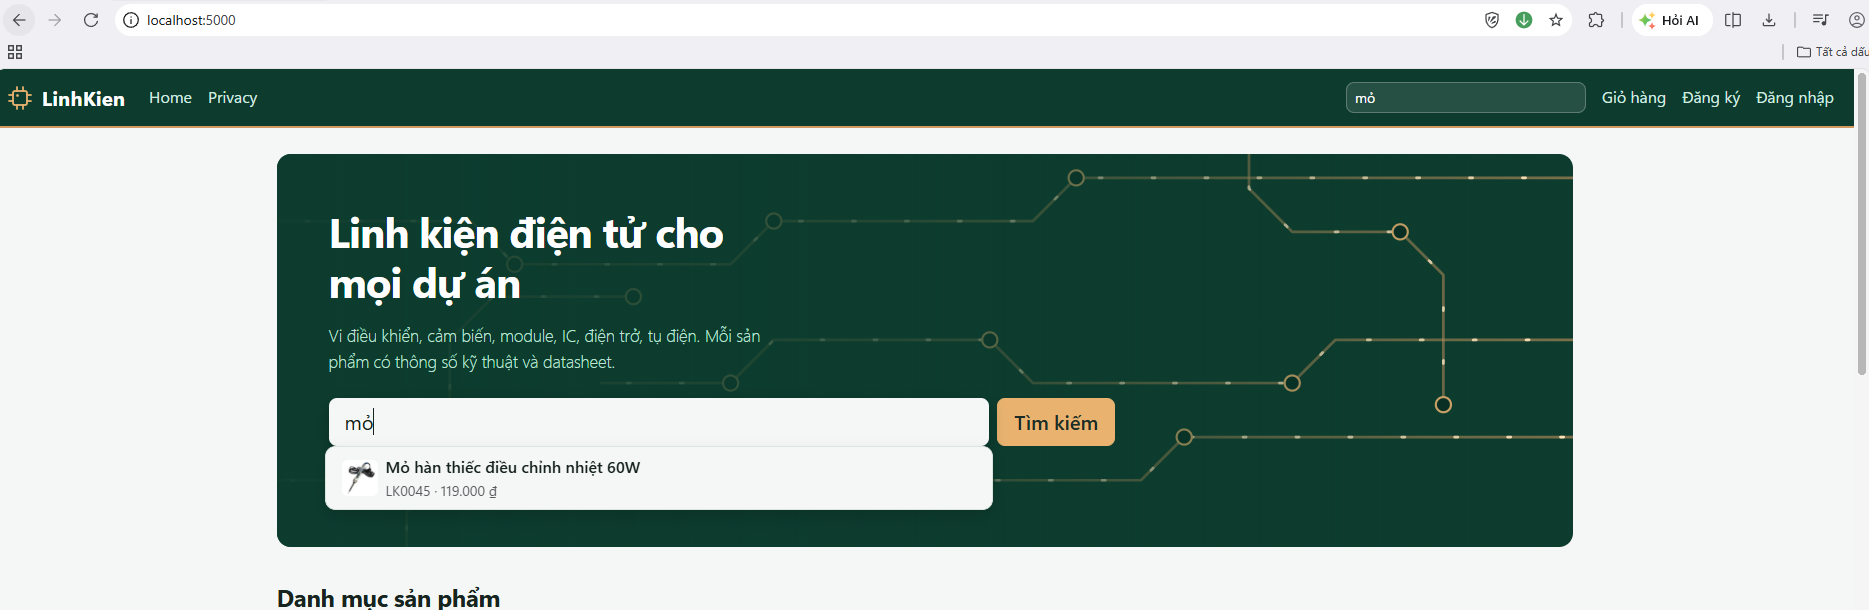 localhost:5000
Hỏi AI
Tất cả dấu
LinhKien
Home
Privacy
mỏ
Giỏ hàng
Đăng ký
Đăng nhập
Linh kiện điện tử cho
mọi dự án
Vi điều khiển, cảm biến, module, IC, điện trở, tụ điện. Mỗi sản
phẩm có thông số kỹ thuật và datasheet.
mỏ
Tìm kiếm
Mỏ hàn thiếc điều chỉnh nhiệt 60W
LK0045 · 119.000 ₫
Danh mục sản phẩm